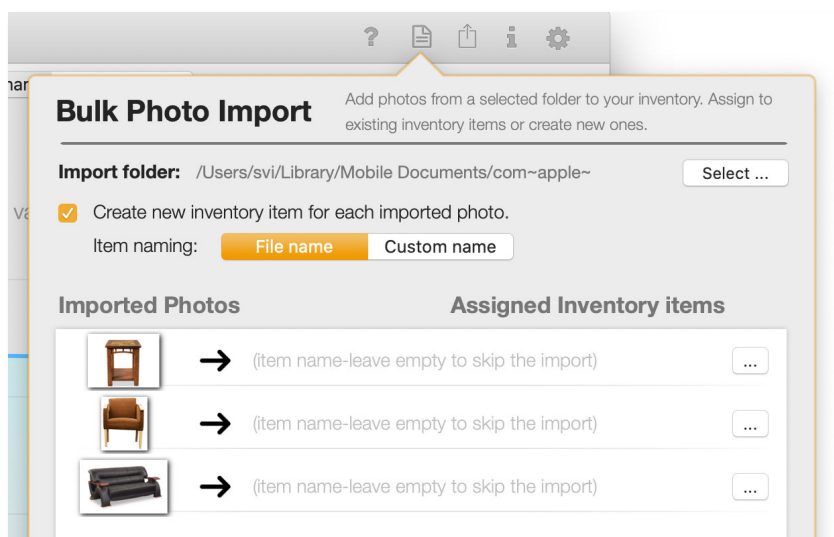 ?
i
nar
Bulk Photo Import
Add photos from a selected folder to your inventory. Assign to
existing inventory items or create new ones.
Import folder: /Users/svi/Library/Mobile Documents/com~apple~ Select ...
Create new inventory item for each imported photo.
Item naming: File name Custom name
Imported Photos Assigned Inventory items
(item name-leave empty to skip the import) ...
(item name-leave empty to skip the import) ...
(item name-leave empty to skip the import) ...